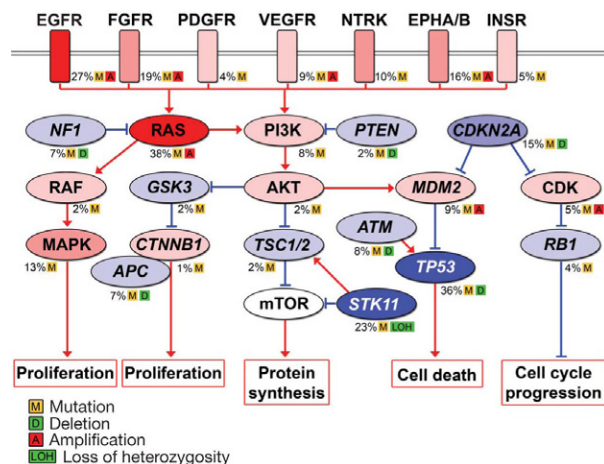 EGFR FGFR PDGFR VEGFR NTRK EPHA/B INSR
27% M A 19% M A 4% M 9% M A 10% M 16% M A 5% M
NF1 RAS PI3K PTEN CDKN2A
7% M D 38% M A 8% M 2% M D 15% M D
RAF GSK3 AKT MDM2 CDK
2% M 2% M 2% M 9% M A 5% M A
MAPK CTNNB1 TSC1/2 ATM RB1
13% M 1% M 2% M 8% M D 4% M
APC TP53
7% M D 36% M D
mTOR STK11
23% M LOH
Proliferation Proliferation Protein Cell death Cell cycle
synthesis progression
M Mutation
D Deletion
A Amplification
LOH Loss of heterozygosity